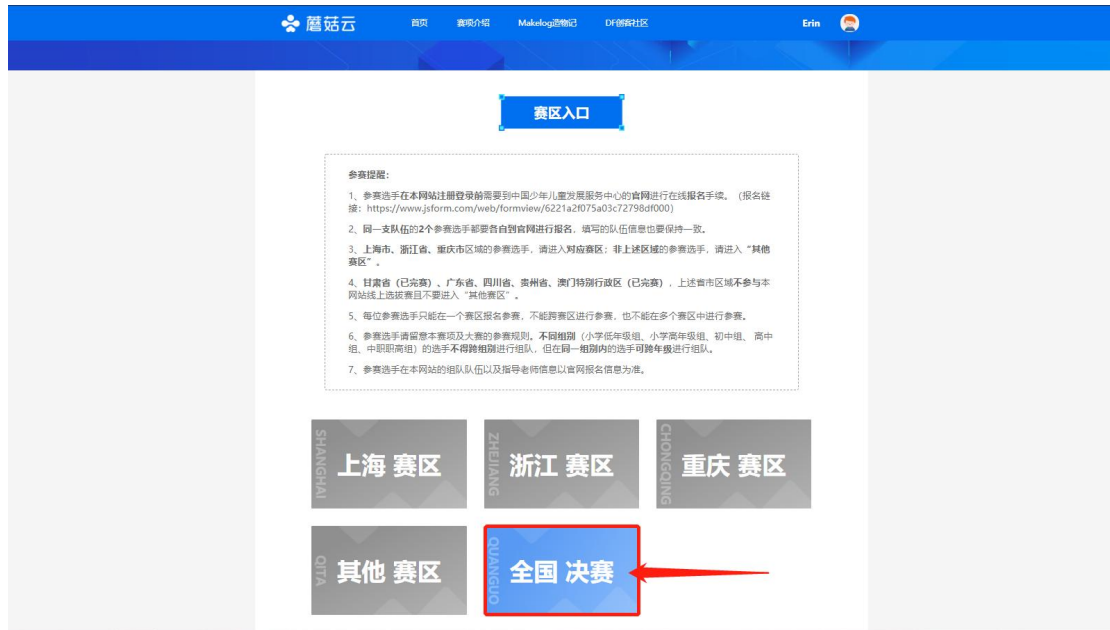 蘑菇云
首页
赛项介绍
Makelog造物记
DF创客社区
Erin
赛区入口
参赛提醒：
1、参赛选手在本网站注册登录前需要到中国少年儿童发展服务中心的官网进行在线报名手续。（报名链
接：https://www.jsform.com/web/formview/6221a2f075a03c72798df000）
2、同一支队伍的2个参赛选手都要各自到官网进行报名，填写的队伍信息也要保持一致。
3、上海市、浙江省、重庆市区域的参赛选手，请进入对应赛区；非上述区域的参赛选手，请进入“其他
赛区”。
4、甘肃省（已完赛）、广东省、四川省、贵州省、澳门特别行政区（已完赛），上述省市区域不参与本
网站线上选拔赛且不要进入“其他赛区”。
5、每位参赛选手只能在一个赛区报名参赛，不能跨赛区进行参赛，也不能在多个赛区中进行参赛。
6、参赛选手请留意本赛项及大赛的参赛规则。不同组别（小学低年级组、小学高年级组、初中组、 高中
组、中职职高组）的选手不得跨组别进行组队，但在同一组别内的选手可跨年级进行组队。
7、参赛选手在本网站的组队队伍以及指导老师信息以官网报名信息为准。
SHANGHAI
上海 赛区
ZHEJIANG
浙江 赛区
CHONGQING
重庆 赛区
QITA
其他 赛区
QUANGUO
全国 决赛